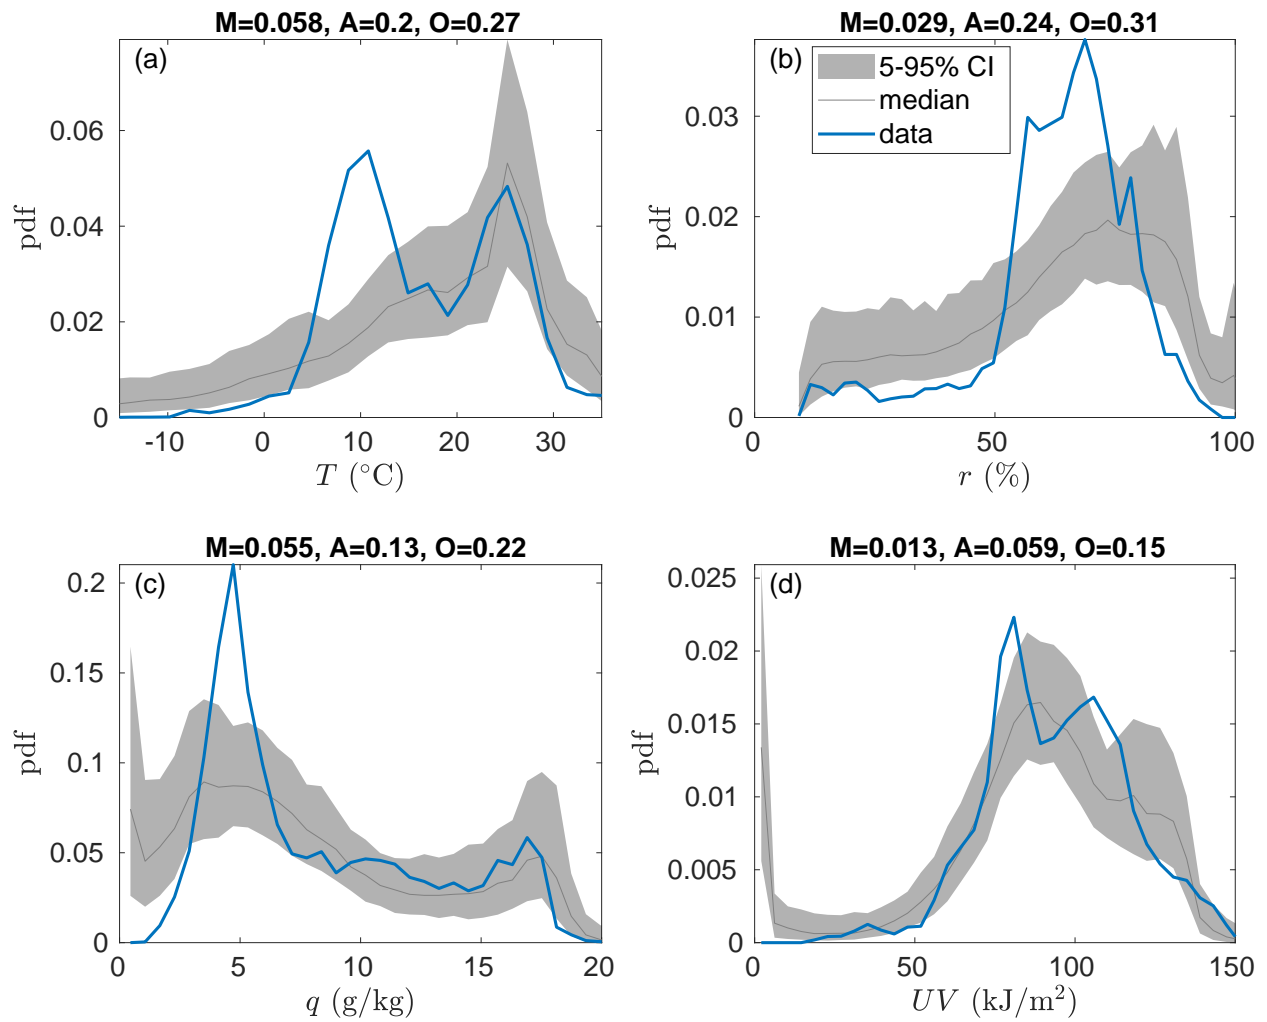 M=0.058, A=0.2, O=0.27
(a)
0.06
0.04
0.02
0
pdf
-10 0 10 20 30
T (°C)
M=0.029, A=0.24, O=0.31
(b)
5-95% CI
median
data
0.03
0.02
0.01
0
pdf
0 50 100
r (%)
M=0.055, A=0.13, O=0.22
(c)
0.2
0.15
0.1
0.05
0
pdf
0 5 10 15 20
q (g/kg)
M=0.013, A=0.059, O=0.15
(d)
0.025
0.02
0.015
0.01
0.005
0
pdf
0 50 100 150
UV (kJ/m²)